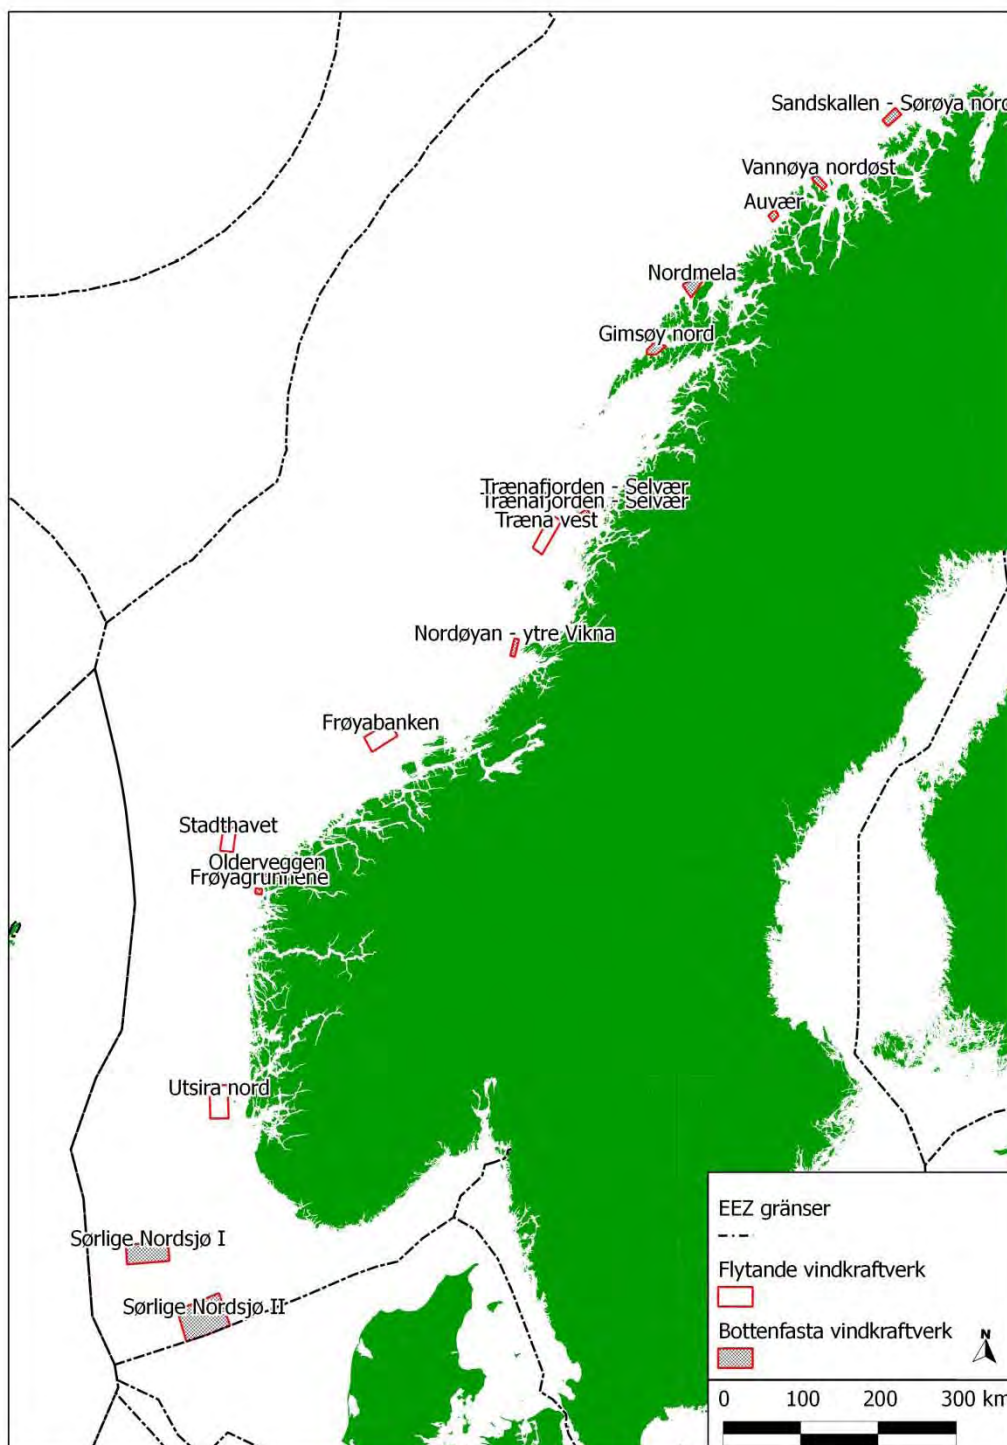 Sandskallen - Sørøya nord
Vannøya nordøst
Auvær
Nordmela
Gimsøy nord
Trænafjorden - Selvær
Trænafjorden - Selvær
Træna vest
Nordøyan - ytre Vikna
Frøyabanken
Stadthavet
Olderveggen
Frøyagrunnene
Utsira nord
Sørlige Nordsjø I
Sørlige Nordsjø II
EEZ gränser
Flytande vindkraftverk
Bottenfasta vindkraftverk
N
0 100 200 300 km